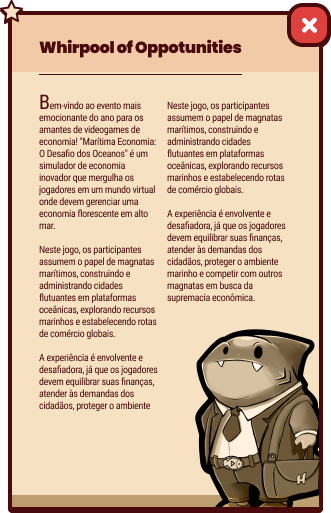 Whirpool of Oppotunities
Bem-vindo ao evento mais
emocionante do ano para os
amantes de videogames de
economia! "Marítima Economia:
O Desafio dos Oceanos" é um
simulador de economia
inovador que mergulha os
jogadores em um mundo virtual
onde devem gerenciar uma
economia florescente em alto
mar.
Neste jogo, os participantes
assumem o papel de magnatas
marítimos, construindo e
administrando cidades
flutuantes em plataformas
oceânicas, explorando recursos
marinhos e estabelecendo rotas
de comércio globais.
A experiência é envolvente e
desafiadora, já que os jogadores
devem equilibrar suas finanças,
atender às demandas dos
cidadãos, proteger o ambiente
Neste jogo, os participantes
assumem o papel de magnatas
marítimos, construindo e
administrando cidades
flutuantes em plataformas
oceânicas, explorando recursos
marinhos e estabelecendo rotas
de comércio globais.
A experiência é envolvente e
desafiadora, já que os jogadores
devem equilibrar suas finanças,
atender às demandas dos
cidadãos, proteger o ambiente
marinho e competir com outros
magnatas em busca da
supremacia econômica.
H